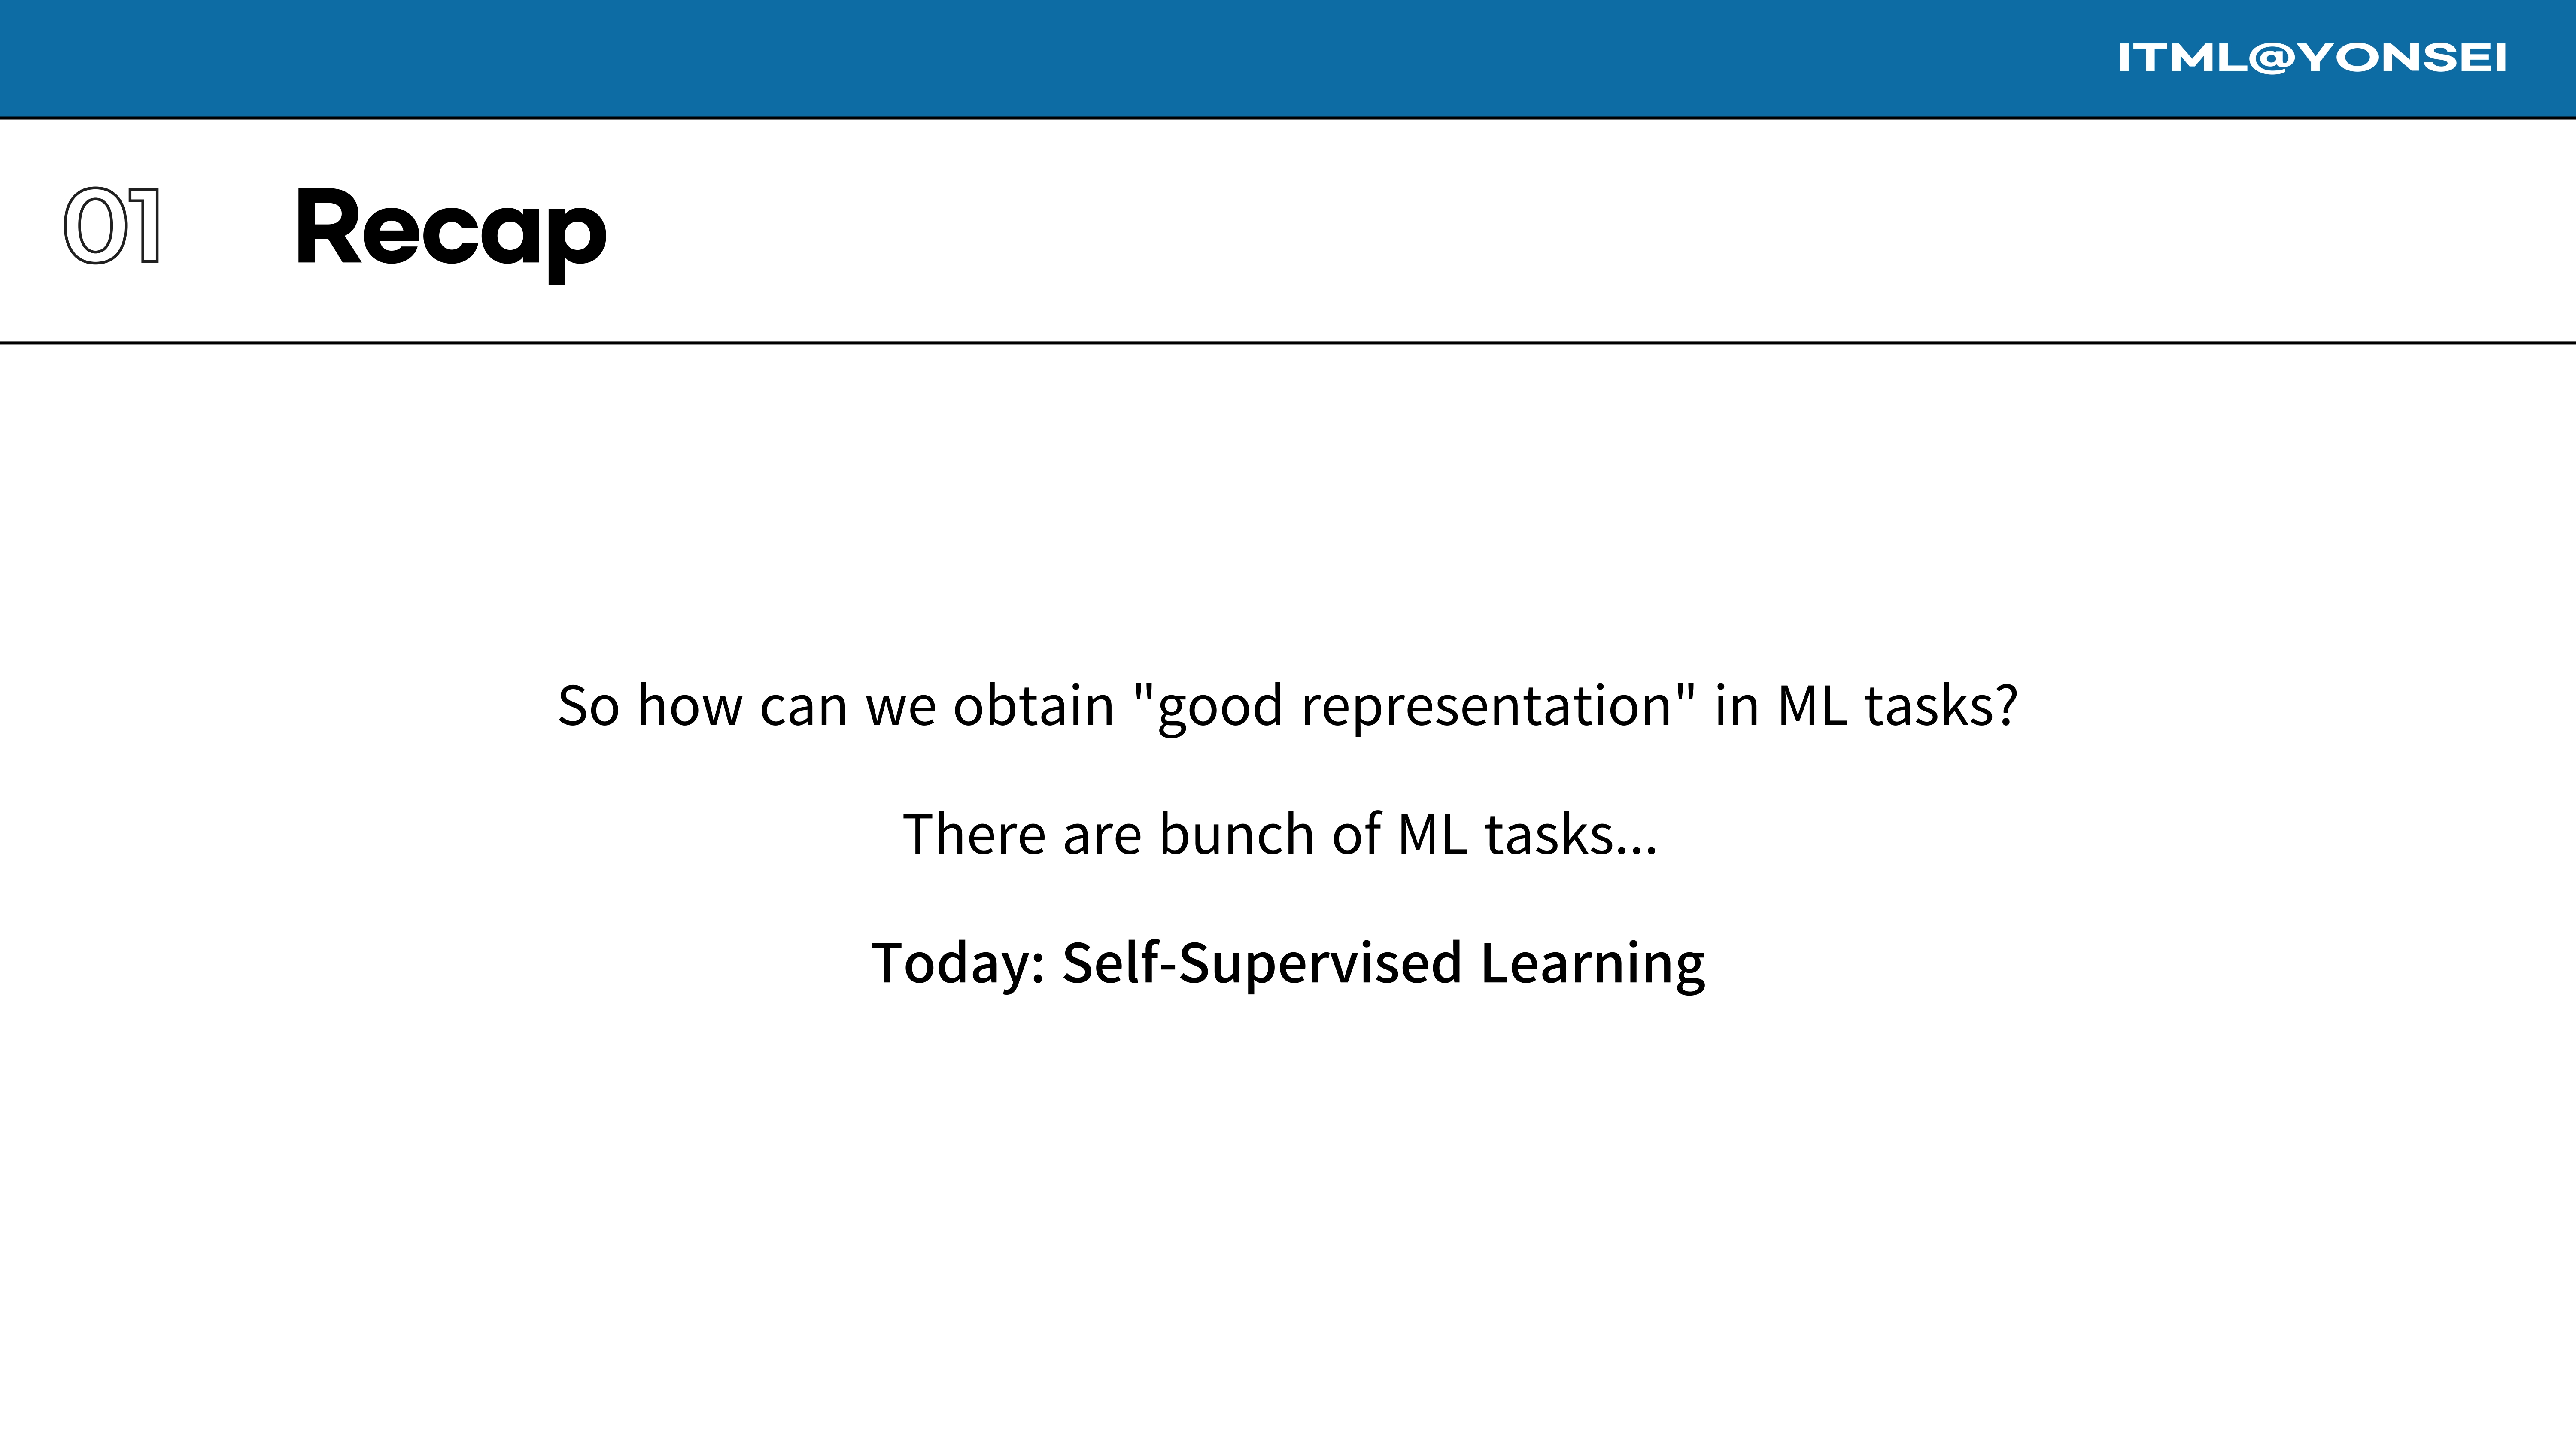 ITML@YONSEI
01 Recap
So how can we obtain "good representation" in ML tasks?
There are bunch of ML tasks...
Today: Self-Supervised Learning